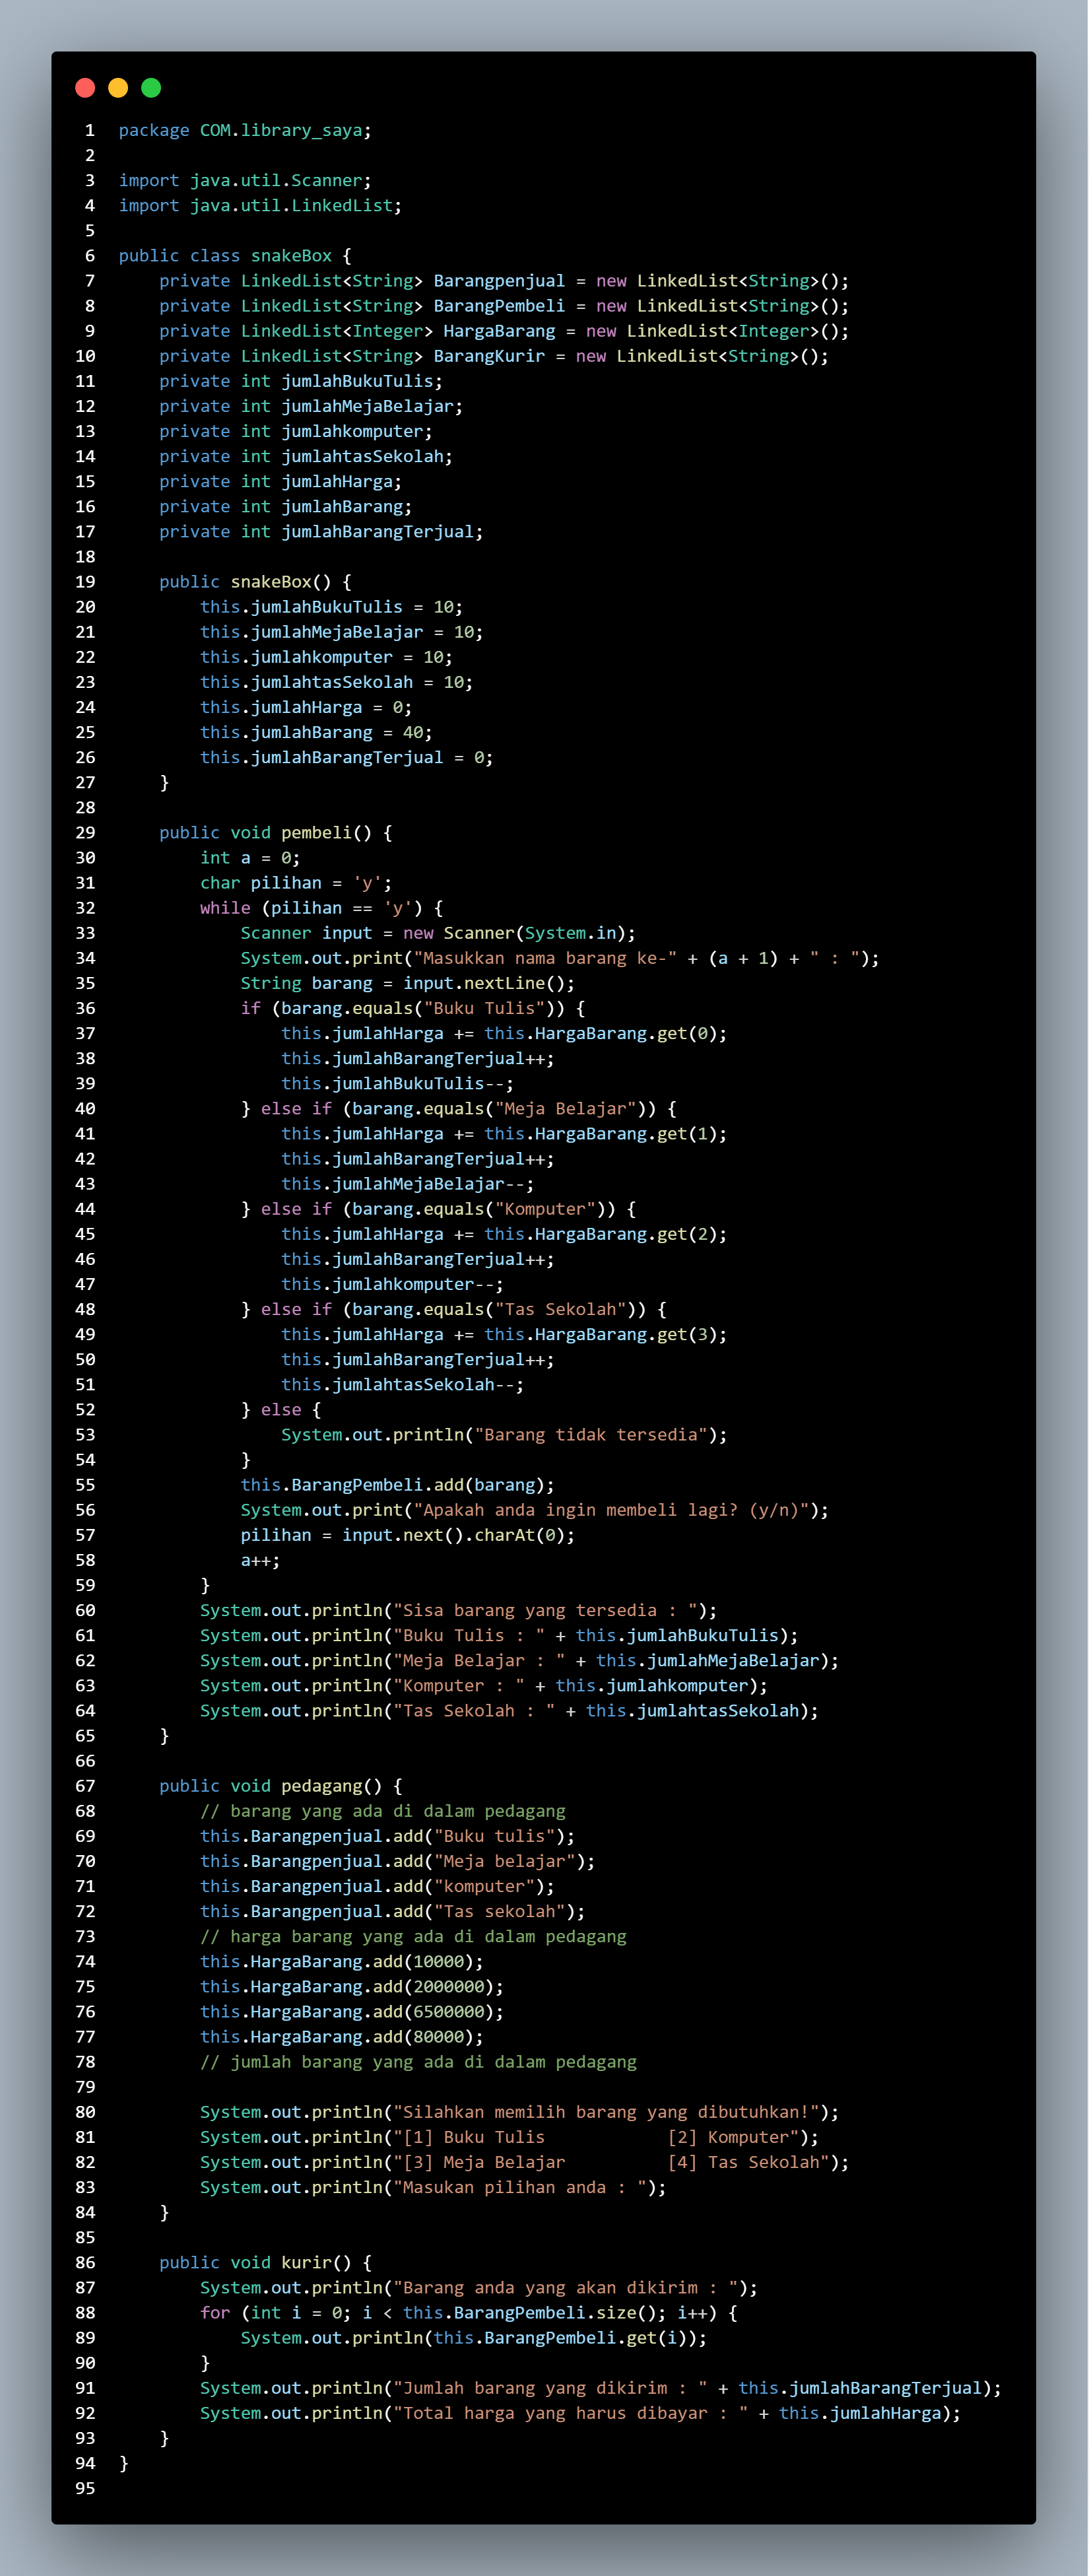 1 package COM.library_saya;
2
3 import java.util.Scanner;
4 import java.util.LinkedList;
5
6 public class snakeBox {
7     private LinkedList<String> Barangpenjual = new LinkedList<String>();
8     private LinkedList<String> BarangPembeli = new LinkedList<String>();
9     private LinkedList<Integer> HargaBarang = new LinkedList<Integer>();
10     private LinkedList<String> BarangKurir = new LinkedList<String>();
11     private int jumlahBukuTulis;
12     private int jumlahMejaBelajar;
13     private int jumlahkomputer;
14     private int jumlahtasSekolah;
15     private int jumlahHarga;
16     private int jumlahBarang;
17     private int jumlahBarangTerjual;
18
19     public snakeBox() {
20         this.jumlahBukuTulis = 10;
21         this.jumlahMejaBelajar = 10;
22         this.jumlahkomputer = 10;
23         this.jumlahtasSekolah = 10;
24         this.jumlahHarga = 0;
25         this.jumlahBarang = 40;
26         this.jumlahBarangTerjual = 0;
27     }
28
29     public void pembeli() {
30         int a = 0;
31         char pilihan = 'y';
32         while (pilihan == 'y') {
33             Scanner input = new Scanner(System.in);
34             System.out.print("Masukkan nama barang ke-" + (a + 1) + " : ");
35             String barang = input.nextLine();
36             if (barang.equals("Buku Tulis")) {
37                 this.jumlahHarga += this.HargaBarang.get(0);
38                 this.jumlahBarangTerjual++;
39                 this.jumlahBukuTulis--;
40             } else if (barang.equals("Meja Belajar")) {
41                 this.jumlahHarga += this.HargaBarang.get(1);
42                 this.jumlahBarangTerjual++;
43                 this.jumlahMejaBelajar--;
44             } else if (barang.equals("Komputer")) {
45                 this.jumlahHarga += this.HargaBarang.get(2);
46                 this.jumlahBarangTerjual++;
47                 this.jumlahkomputer--;
48             } else if (barang.equals("Tas Sekolah")) {
49                 this.jumlahHarga += this.HargaBarang.get(3);
50                 this.jumlahBarangTerjual++;
51                 this.jumlahtasSekolah--;
52             } else {
53                 System.out.println("Barang tidak tersedia");
54             }
55             this.BarangPembeli.add(barang);
56             System.out.print("Apakah anda ingin membeli lagi? (y/n)");
57             pilihan = input.next().charAt(0);
58             a++;
59         }
60         System.out.println("Sisa barang yang tersedia : ");
61         System.out.println("Buku Tulis : " + this.jumlahBukuTulis);
62         System.out.println("Meja Belajar : " + this.jumlahMejaBelajar);
63         System.out.println("Komputer : " + this.jumlahkomputer);
64         System.out.println("Tas Sekolah : " + this.jumlahtasSekolah);
65     }
66
67     public void pedagang() {
68         // barang yang ada di dalam pedagang
69         this.Barangpenjual.add("Buku tulis");
70         this.Barangpenjual.add("Meja belajar");
71         this.Barangpenjual.add("komputer");
72         this.Barangpenjual.add("Tas sekolah");
73         // harga barang yang ada di dalam pedagang
74         this.HargaBarang.add(10000);
75         this.HargaBarang.add(2000000);
76         this.HargaBarang.add(6500000);
77         this.HargaBarang.add(80000);
78         // jumlah barang yang ada di dalam pedagang
79
80         System.out.println("Silahkan memilih barang yang dibutuhkan!");
81         System.out.println("[1] Buku Tulis            [2] Komputer");
82         System.out.println("[3] Meja Belajar          [4] Tas Sekolah");
83         System.out.println("Masukan pilihan anda : ");
84     }
85
86     public void kurir() {
87         System.out.println("Barang anda yang akan dikirim : ");
88         for (int i = 0; i < this.BarangPembeli.size(); i++) {
89             System.out.println(this.BarangPembeli.get(i));
90         }
91         System.out.println("Jumlah barang yang dikirim : " + this.jumlahBarangTerjual);
92         System.out.println("Total harga yang harus dibayar : " + this.jumlahHarga);
93     }
94 }
95